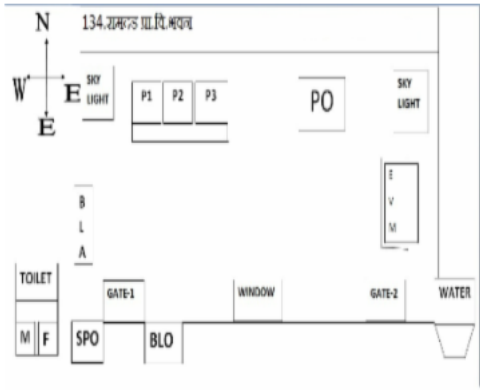 N
134.रामदड प्रा.वि.भवन
W E
E
SKY LIGHT
P1 P2 P3
PO
SKY LIGHT
E V M
B L A
TOILET
M F
GATE-1
WINDOW
GATE-2
WATER
SPO
BLO